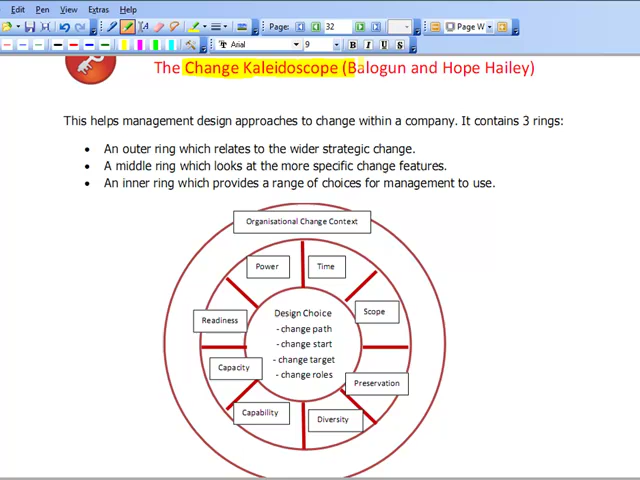 Edit View Pen Extras Help
Page: 32 Page W
Arial 9 B I U
The Change Kaleidoscope (Balogun and Hope Hailey)
This helps management design approaches to change within a company. It contains 3 rings:
• An outer ring which relates to the wider strategic change.
• A middle ring which looks at the more specific change features.
• An inner ring which provides a range of choices for management to use.
Organisational Change Context
Power
Time
Readiness
Scope
Design Choice
- change path
- change start
- change target
- change roles
Capacity
Preservation
Capability
Diversity